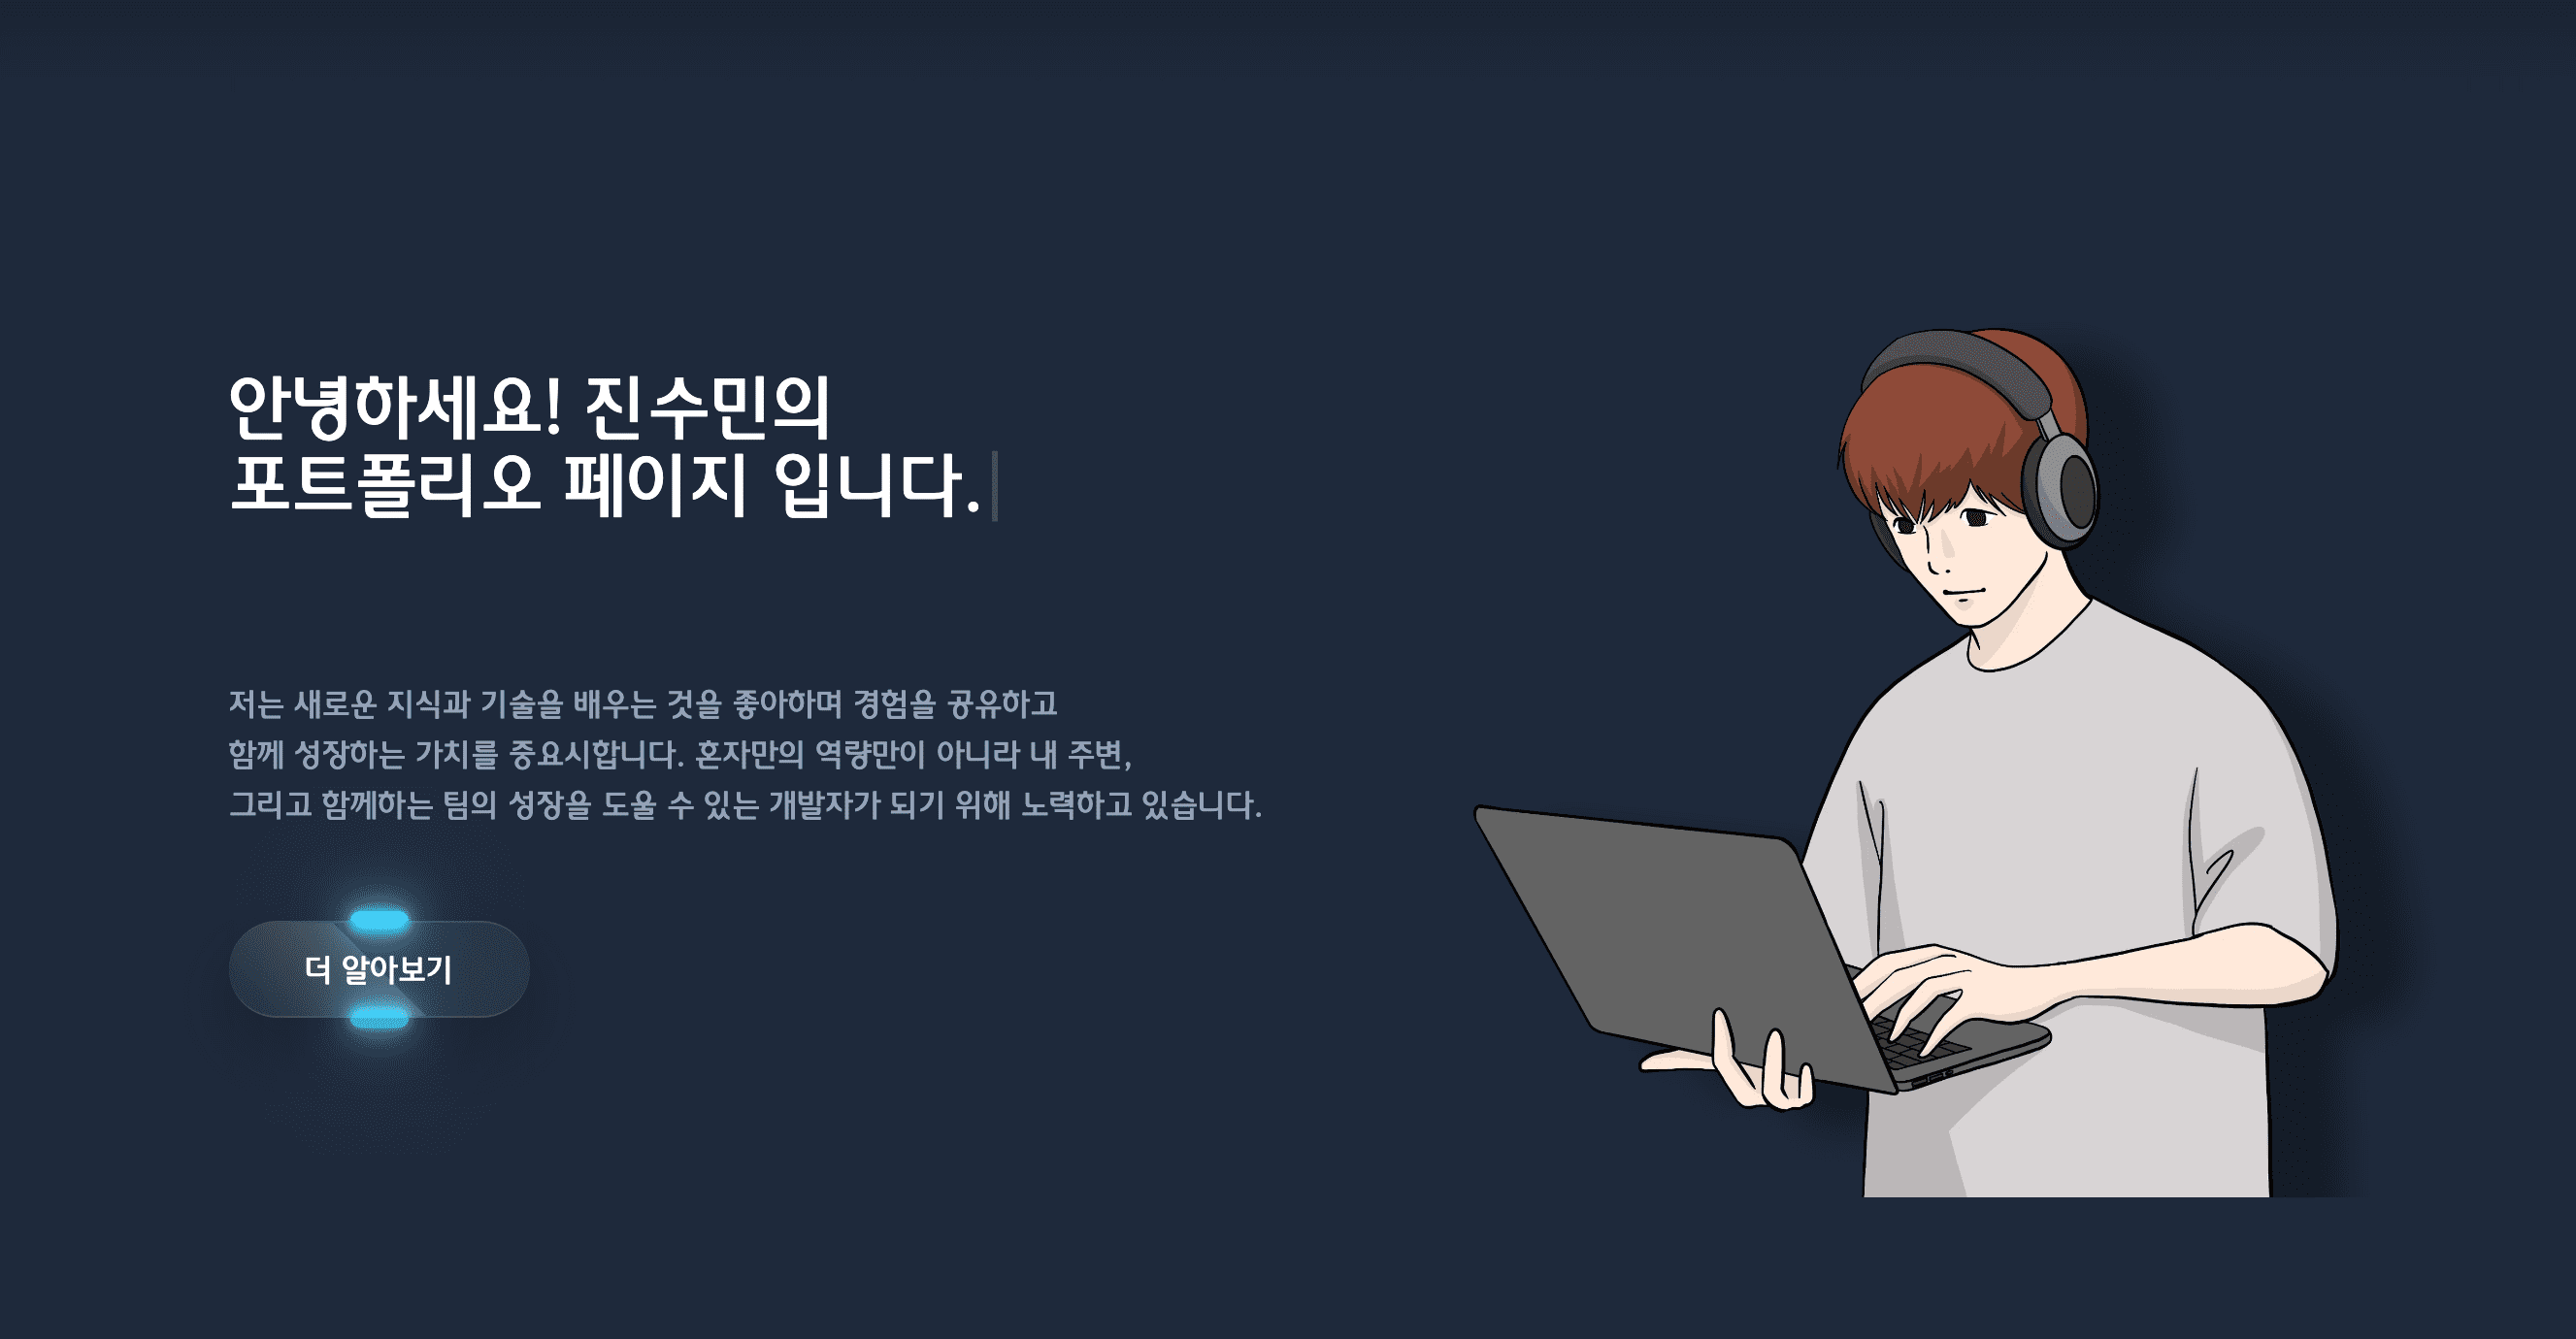 안녕하세요! 진수민의
포트폴리오 페이지 입니다.
저는 새로운 지식과 기술을 배우는 것을 좋아하며 경험을 공유하고
함께 성장하는 가치를 중요시합니다. 혼자만의 역량만이 아니라 내 주변,
그리고 함께하는 팀의 성장을 도울 수 있는 개발자가 되기 위해 노력하고 있습니다.
더 알아보기